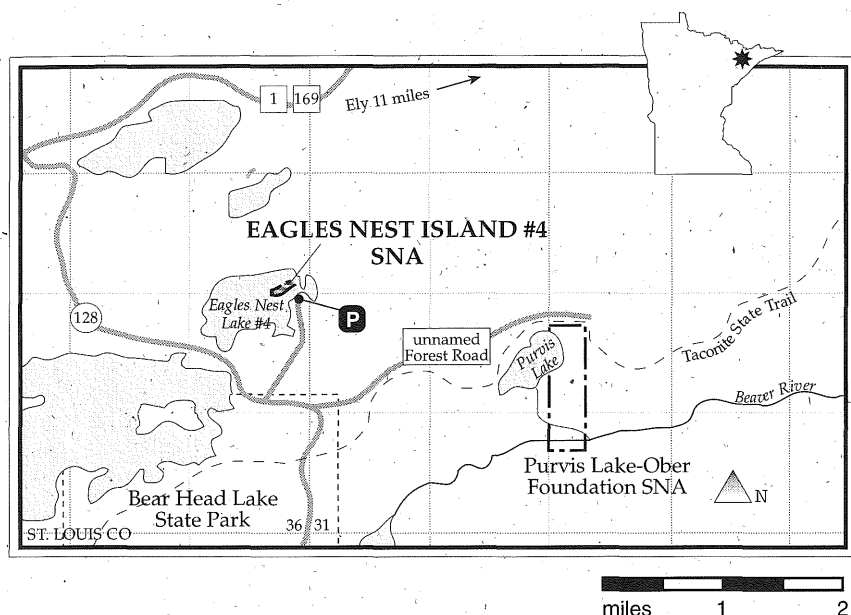 1 169
Ely 11 miles
EAGLES NEST ISLAND #4
SNA
Eagles Nest
Lake #4
P
128
unnamed
Forest Road
Purvis
Lake
Taconite State Trail
Beaver River
Purvis Lake-Ober
Foundation SNA
N
Bear Head Lake
State Park
36 31
ST. LOUIS CO
miles 1 2